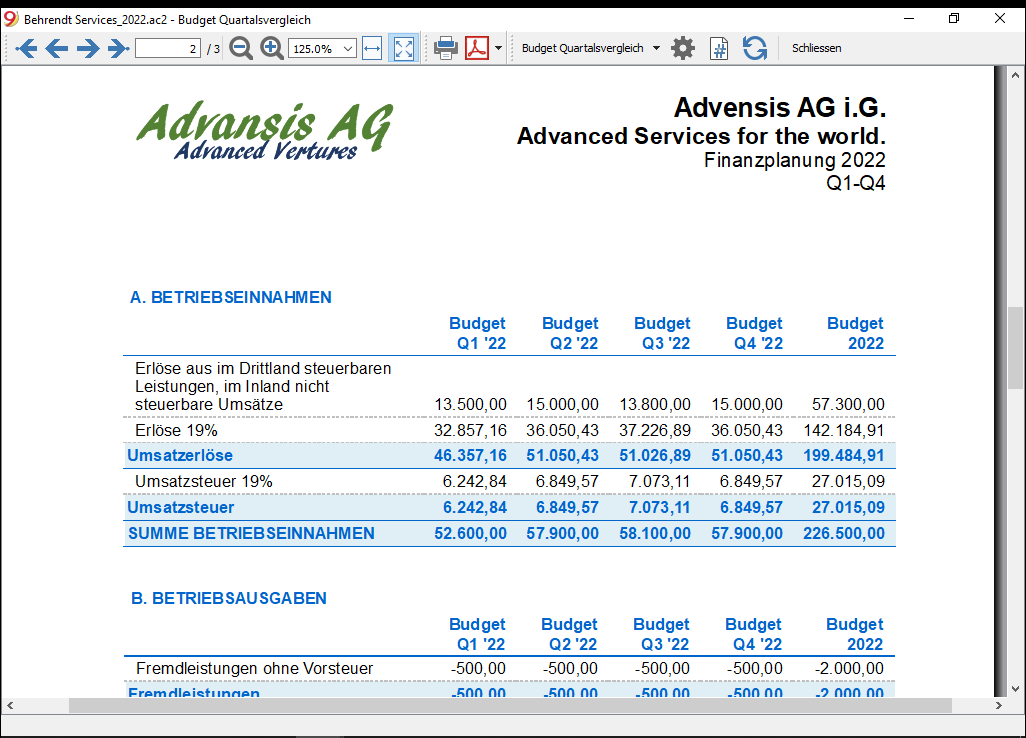 Behrendt Services_2022.ac2 - Budget Quartalsvergleich
2 / 3 125.0% Budget Quartalsvergleich Schliessen
Advansis AG
Advanced Vertures
Advensis AG i.G.
Advanced Services for the world.
Finanzplanung 2022
Q1-Q4
A. BETRIEBSEINNAHMEN
Budget Budget Budget Budget Budget
Q1 '22 Q2 '22 Q3 '22 Q4 '22 2022
Erlöse aus im Drittland steuerbaren
Leistungen, im Inland nicht
steuerbare Umsätze 13.500,00 15.000,00 13.800,00 15.000,00 57.300,00
Erlöse 19% 32.857,16 36.050,43 37.226,89 36.050,43 142.184,91
Umsatzerlöse 46.357,16 51.050,43 51.026,89 51.050,43 199.484,91
Umsatzsteuer 19% 6.242,84 6.849,57 7.073,11 6.849,57 27.015,09
Umsatzsteuer 6.242,84 6.849,57 7.073,11 6.849,57 27.015,09
SUMME BETRIEBSEINNAHMEN 52.600,00 57.900,00 58.100,00 57.900,00 226.500,00
B. BETRIEBSAUSGABEN
Budget Budget Budget Budget Budget
Q1 '22 Q2 '22 Q3 '22 Q4 '22 2022
Fremdleistungen ohne Vorsteuer -500,00 -500,00 -500,00 -500,00 -2.000,00
Fremdleistungen -500,00 -500,00 -500,00 -500,00 -2.000,00